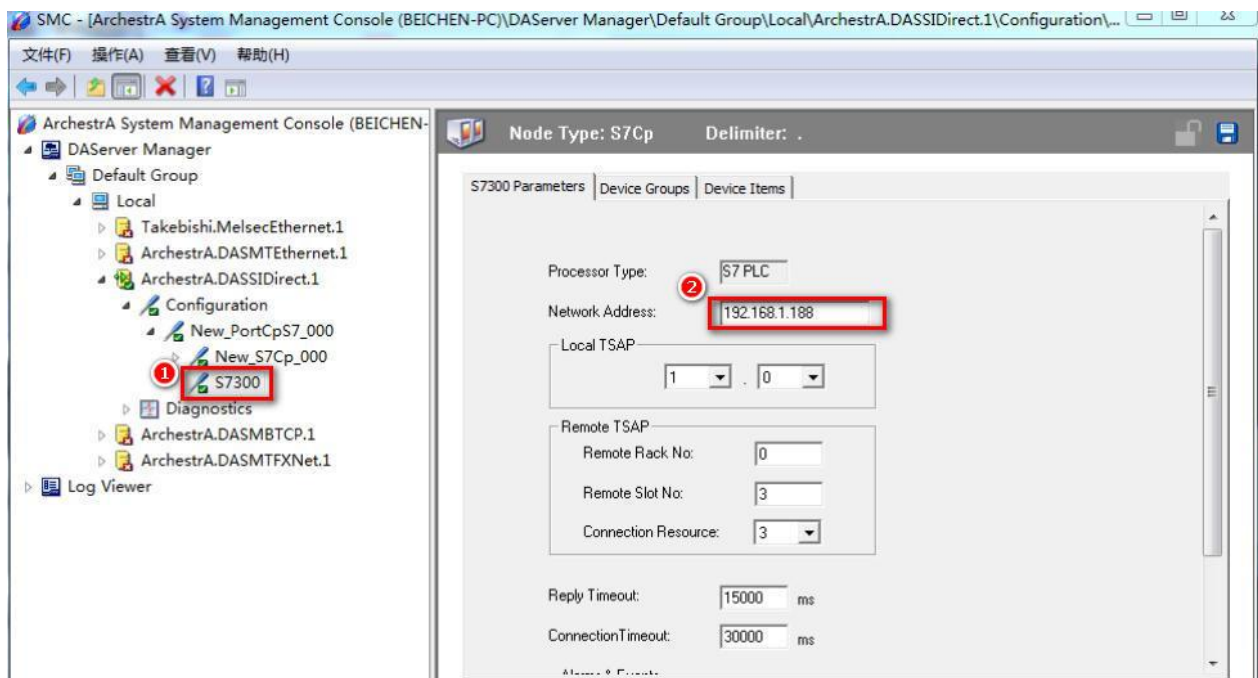 SMC - [ArchestrA System Management Console (BEICHEN-PC)\DAServer Manager\Default Group\Local\ArchestrA.DASSIDirect.1\Configuration\...
文件(F) 操作(A) 查看(V) 帮助(H)
ArchestrA System Management Console (BEICHEN-
DAServer Manager
Default Group
Local
Takebishi.MelsecEthernet.1
ArchestrA.DASMTEthernet.1
ArchestrA.DASSIDirect.1
Configuration
New_PortCpS7_000
New_S7Cp_000
1
S7300
Diagnostics
ArchestrA.DASMBTCP.1
ArchestrA.DASMTFXNet.1
Log Viewer
Node Type: S7Cp Delimiter: .
S7300 Parameters Device Groups Device Items
Processor Type: S7 PLC
2
Network Address: 192.168.1.188
Local TSAP
1 . 0
Remote TSAP
Remote Rack No: 0
Remote Slot No: 3
Connection Resource: 3
Reply Timeout: 15000 ms
ConnectionTimeout: 30000 ms
Alarms & Events